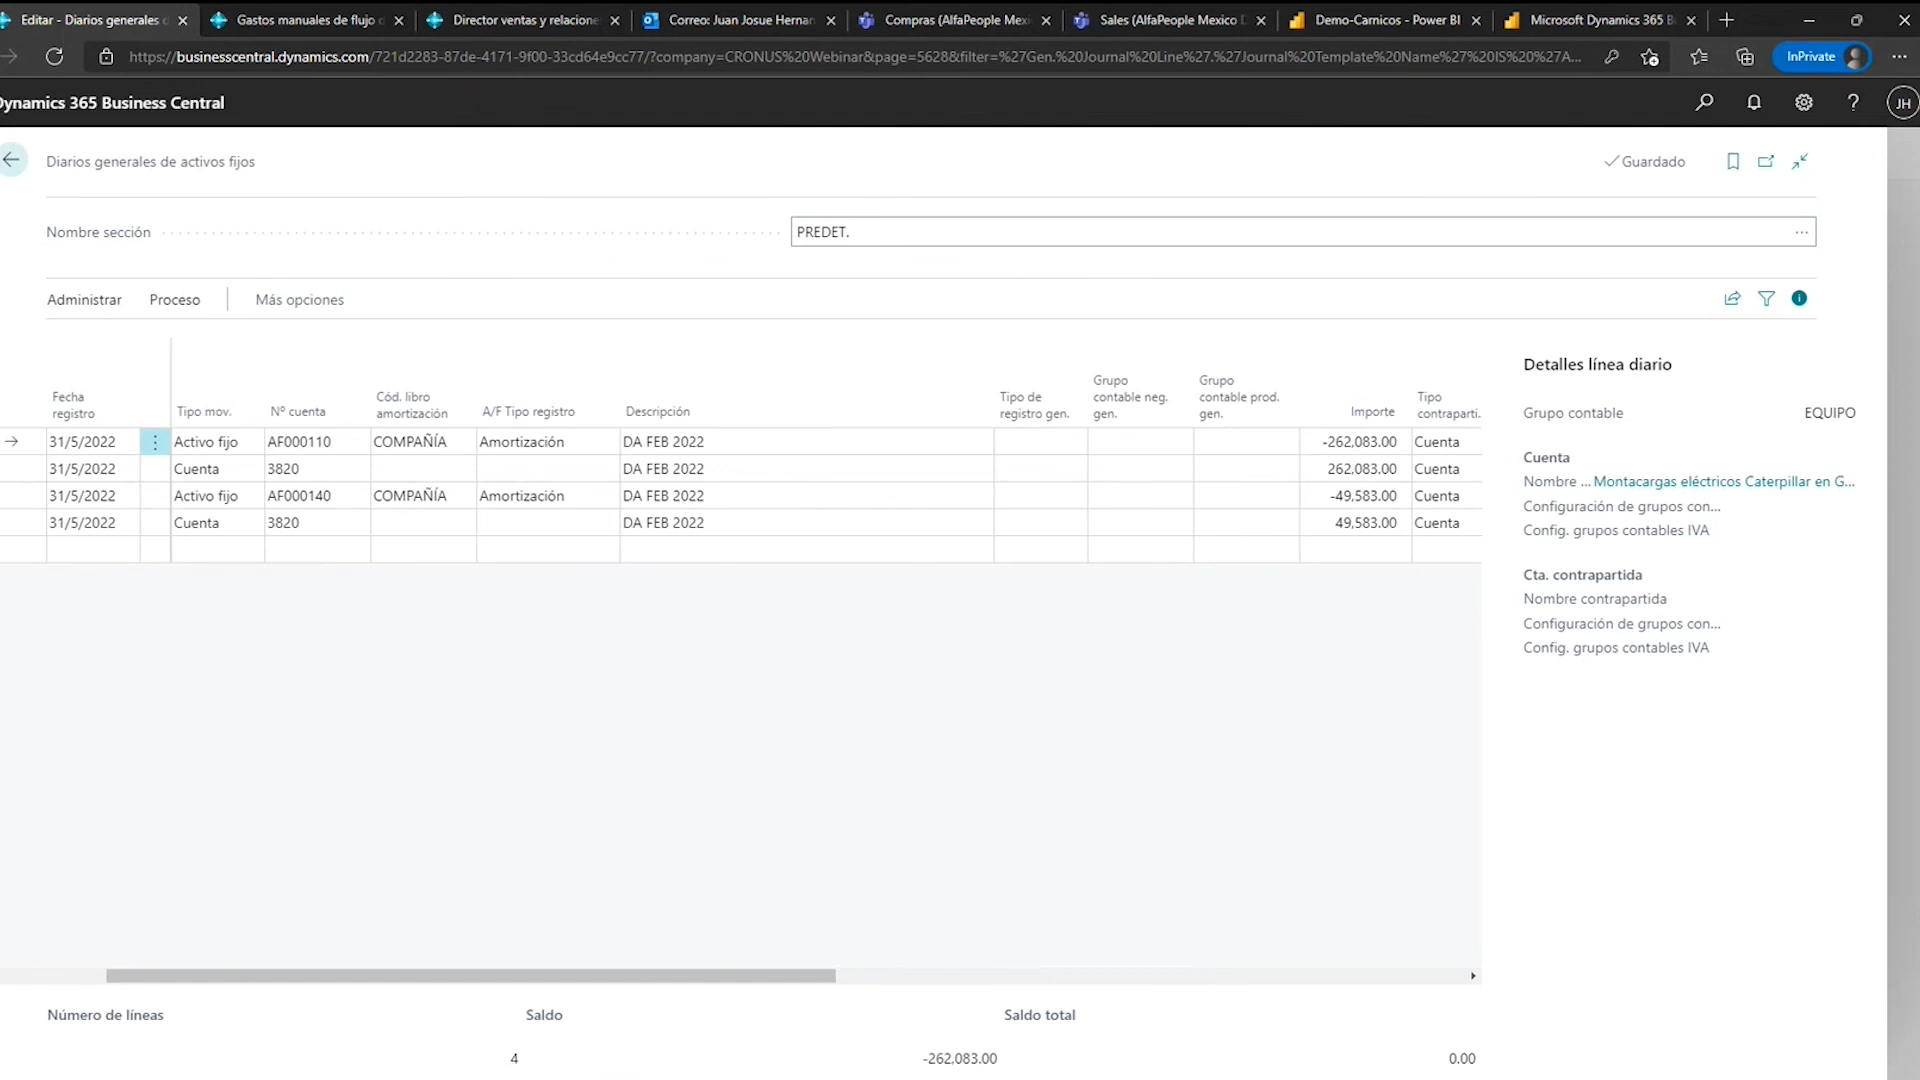 Editar - Diarios generales d
Gastos manuales de flujo d
Director ventas y relaciones
Correo: Juan Josue Hernan
Compras (AlfaPeople Mexi
Sales (AlfaPeople Mexico D
Demo-Carnicos - Power BI
Microsoft Dynamics 365 B
https://businesscentral.dynamics.com/721d2283-87de-4171-9f00-33cd64e9cc77/?company=CRONUS%20Webinar&page=5628&filter=%27Gen.%20Journal%20Line%27.%27Journal%20Template%20Name%27%20IS%20%27A...
InPrivate
Dynamics 365 Business Central
JH
Diarios generales de activos fijos
Guardado
Nombre sección
PREDET.
Administrar Proceso Más opciones
Detalles línea diario
Fecha registro Tipo mov. Nº cuenta Cód. libro amortización A/F Tipo registro Descripción Tipo de registro gen. Grupo contable neg. gen. Grupo contable prod. gen. Importe Tipo contraparti.
31/5/2022 Activo fijo AF000110 COMPAÑÍA Amortización DA FEB 2022 -262,083.00 Cuenta
31/5/2022 Cuenta 3820 DA FEB 2022 262,083.00 Cuenta
31/5/2022 Activo fijo AF000140 COMPAÑÍA Amortización DA FEB 2022 -49,583.00 Cuenta
31/5/2022 Cuenta 3820 DA FEB 2022 49,583.00 Cuenta
Grupo contable EQUIPO
Cuenta
Nombre ... Montacargas eléctricos Caterpillar en G...
Configuración de grupos con...
Config. grupos contables IVA
Cta. contrapartida
Nombre contrapartida
Configuración de grupos con...
Config. grupos contables IVA
Número de líneas Saldo Saldo total
4 -262,083.00 0.00